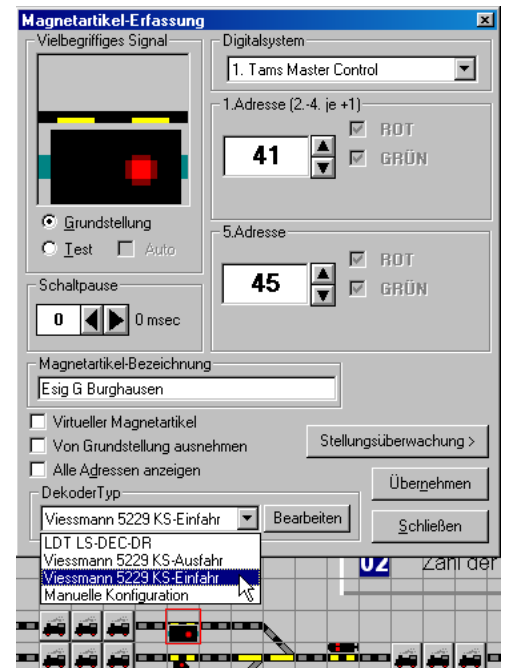 Magnetartikel-Erfassung
Vielbegriffiges Signal
Digitalsystem
1. Tams Master Control
1.Adresse (2.-4. je +1)
ROT
41
GRÜN
Grundstellung
Test
Auto
5.Adresse
ROT
45
GRÜN
Schaltpause
0
0 msec
Magnetartikel-Bezeichnung
Esig G Burghausen
Virtueller Magnetartikel
Von Grundstellung ausnehmen
Alle Adressen anzeigen
Stellungsüberwachung >
Übernehmen
DekoderTyp
Viessmann 5229 KS-Einfahr
Bearbeiten
Schließen
LDT LS-DEC-DR
Viessmann 5229 KS-Ausfahr
Viessmann 5229 KS-Einfahr
Manuelle Konfiguration
02
Zahl der